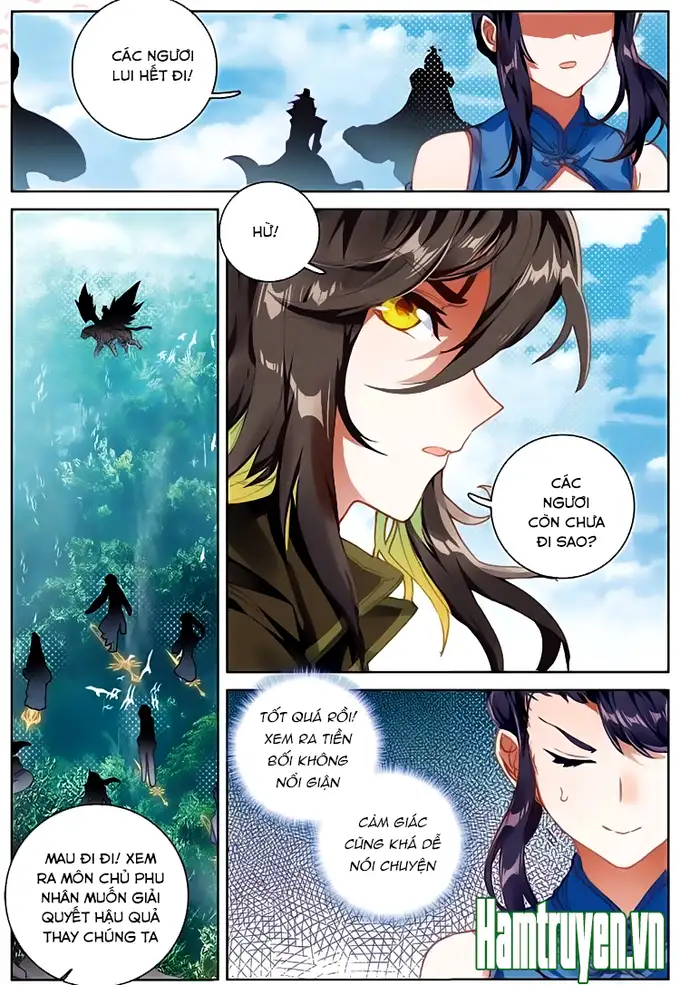 CÁC NGƯƠI
LUI HẾT ĐI!
HỪ!
CÁC
NGƯƠI
CÒN CHƯA
ĐI SAO?
MAU ĐI ĐI! XEM
RA MÔN CHỦ PHU
NHÂN MUỐN GIẢI
QUYẾT HẬU QUẢ
THAY CHÚNG TA
TỐT QUÁ RỒI!
XEM RA TIỀN
BỐI KHÔNG
NỔI GIẬN
CẢM GIÁC
CŨNG KHÁ DỄ
NÓI CHUYỆN
Hamtruyen.vn